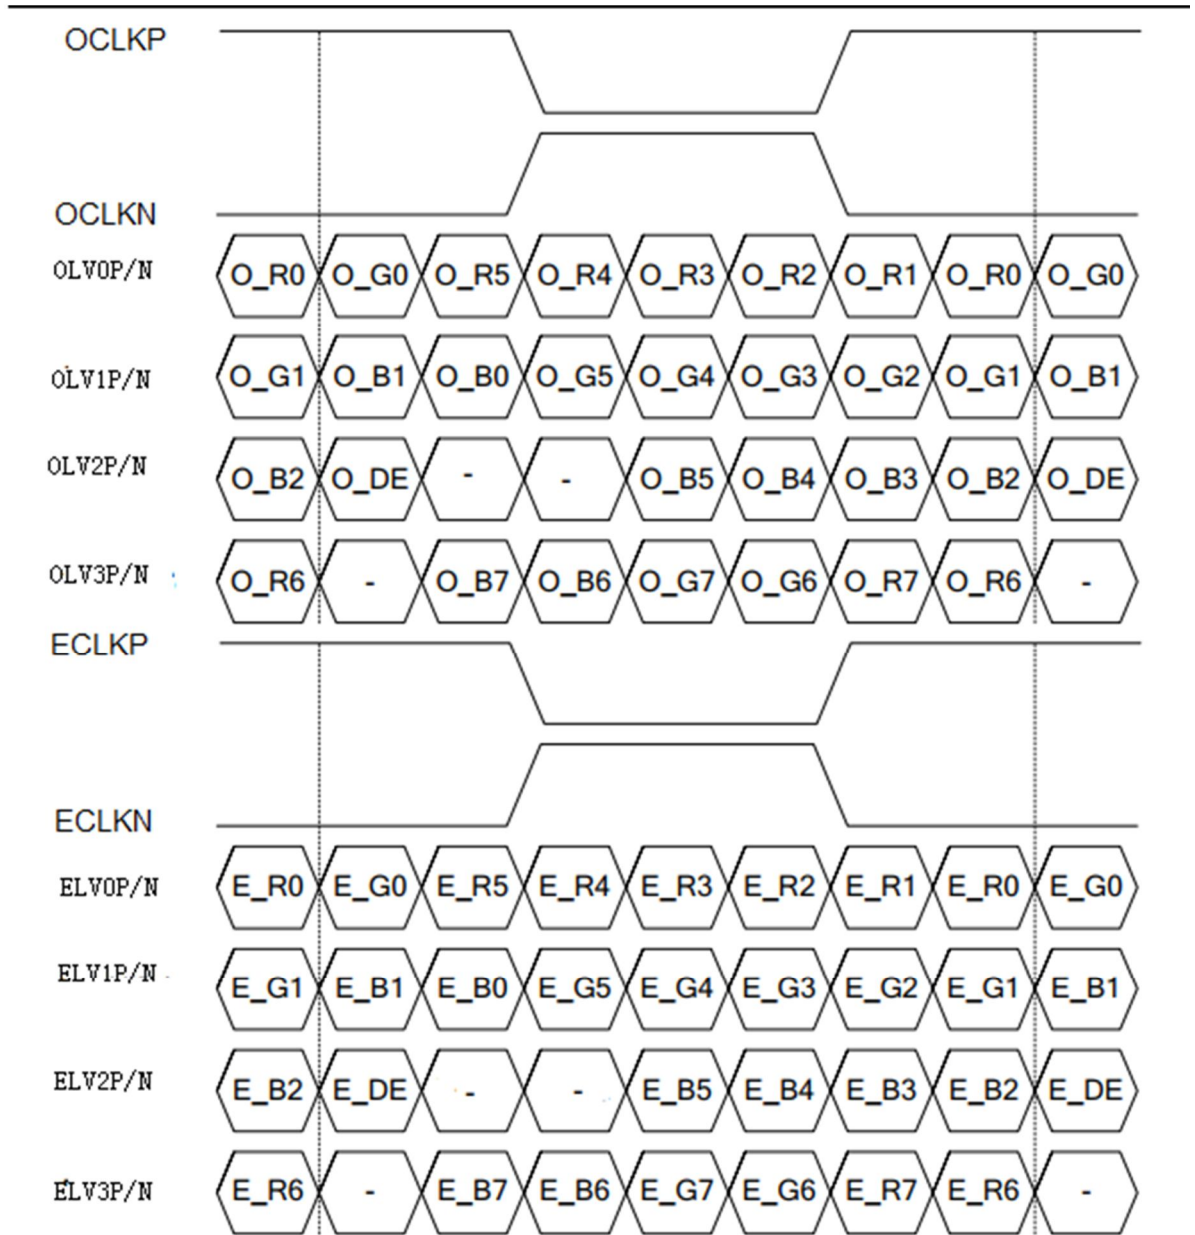 OCLKP
OCLKN
OLV0P/N O_R0 O_G0 O_R5 O_R4 O_R3 O_R2 O_R1 O_R0 O_G0
OLV1P/N O_G1 O_B1 O_B0 O_G5 O_G4 O_G3 O_G2 O_G1 O_B1
OLV2P/N O_B2 O_DE - - O_B5 O_B4 O_B3 O_B2 O_DE
OLV3P/N O_R6 - O_B7 O_B6 O_G7 O_G6 O_R7 O_R6 -
ECLKP
ECLKN
ELV0P/N E_R0 E_G0 E_R5 E_R4 E_R3 E_R2 E_R1 E_R0 E_G0
ELV1P/N E_G1 E_B1 E_B0 E_G5 E_G4 E_G3 E_G2 E_G1 E_B1
ELV2P/N E_B2 E_DE - - E_B5 E_B4 E_B3 E_B2 E_DE
ELV3P/N E_R6 - E_B7 E_B6 E_G7 E_G6 E_R7 E_R6 -